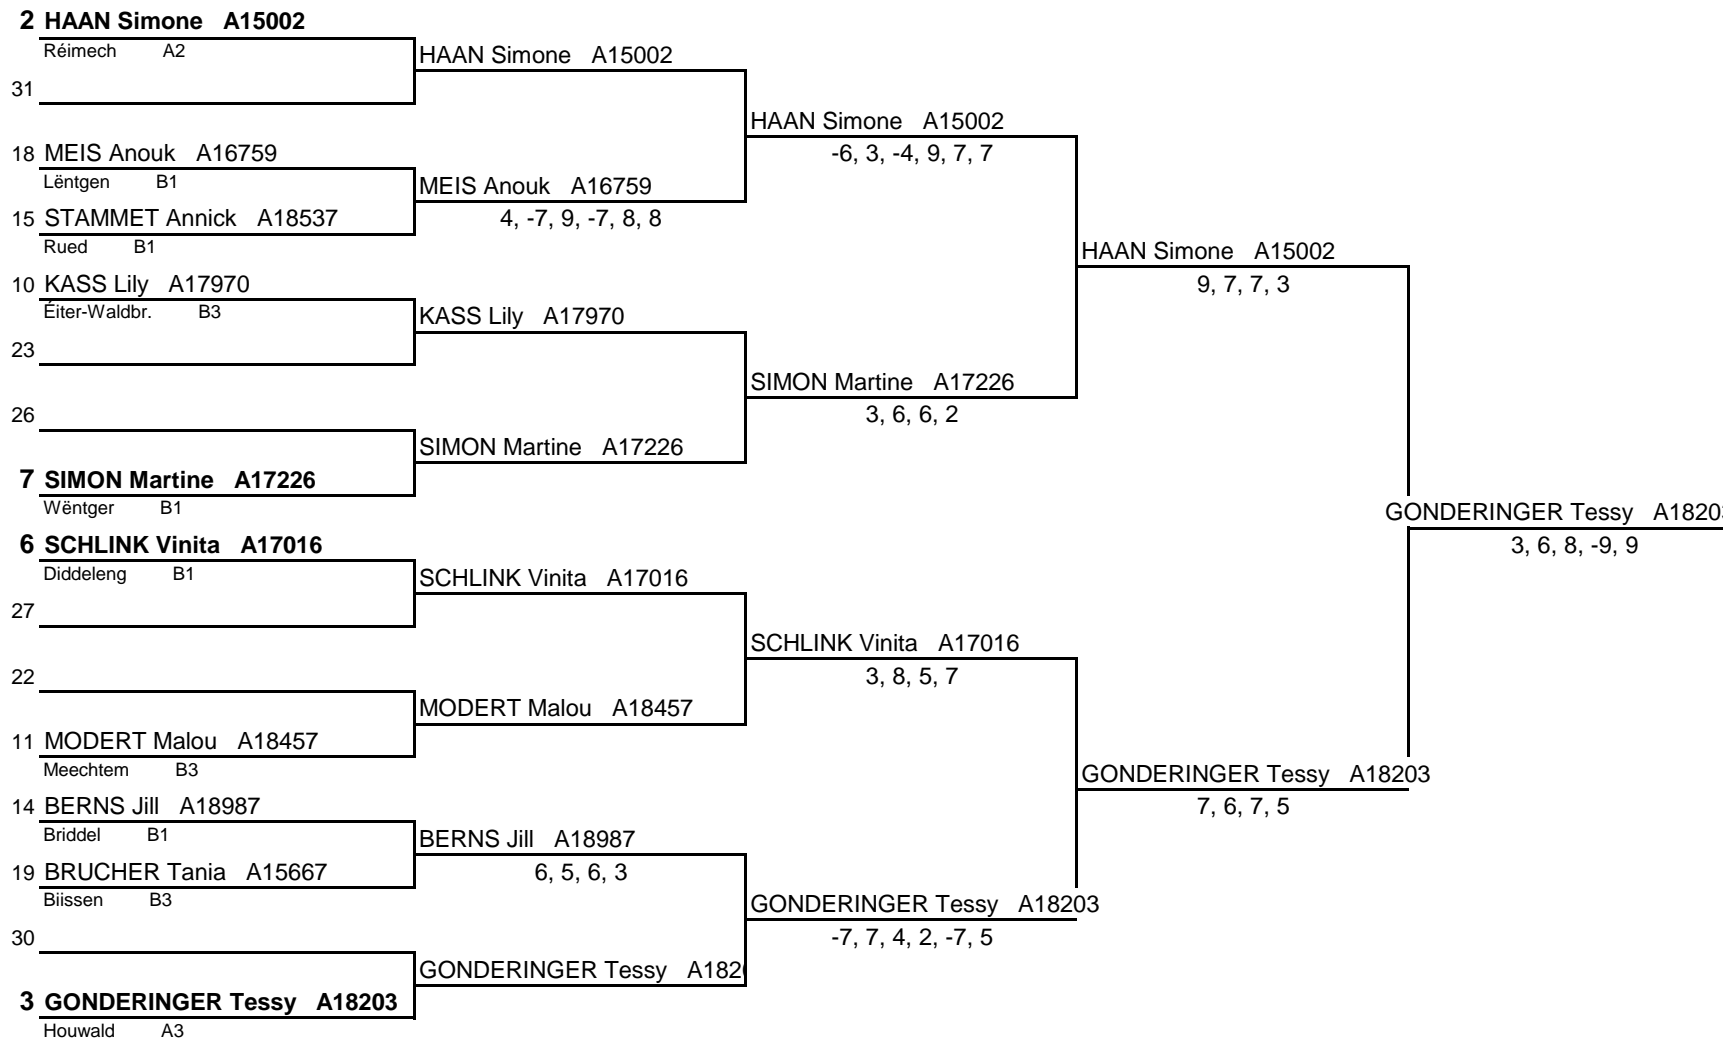 2 HAAN Simone A15002
Réimech A2
HAAN Simone A15002
31
HAAN Simone A15002
-6, 3, -4, 9, 7, 7
18 MEIS Anouk A16759
Lëntgen B1
MEIS Anouk A16759
4, -7, 9, -7, 8, 8
15 STAMMET Annick A18537
Rued B1
HAAN Simone A15002
9, 7, 7, 3
10 KASS Lily A17970
Éiter-Waldbr. B3
KASS Lily A17970
23
SIMON Martine A17226
3, 6, 6, 2
26
SIMON Martine A17226
7 SIMON Martine A17226
Wëntger B1
GONDERINGER Tessy A18203
3, 6, 8, -9, 9
6 SCHLINK Vinita A17016
Diddeleng B1
SCHLINK Vinita A17016
27
SCHLINK Vinita A17016
3, 8, 5, 7
22
MODERT Malou A18457
11 MODERT Malou A18457
Meechtem B3
GONDERINGER Tessy A18203
7, 6, 7, 5
14 BERNS Jill A18987
Briddel B1
BERNS Jill A18987
6, 5, 6, 3
19 BRUCHER Tania A15667
Biissen B3
GONDERINGER Tessy A18203
-7, 7, 4, 2, -7, 5
30
GONDERINGER Tessy A182
3 GONDERINGER Tessy A18203
Houwald A3